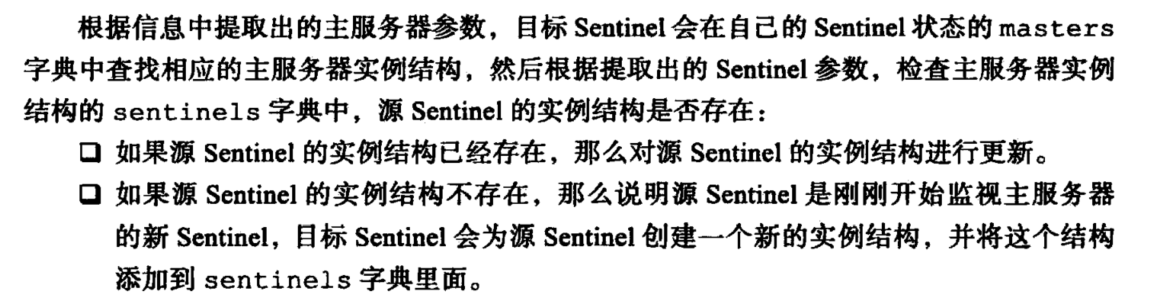 根据信息中提取出的主服务器参数，目标 Sentinel 会在自己的 Sentinel 状态的 masters
字典中查找相应的主服务器实例结构，然后根据提取出的 Sentinel 参数，检查主服务器实例
结构的 sentinels 字典中，源 Sentinel 的实例结构是否存在：
❑ 如果源 Sentinel 的实例结构已经存在，那么对源 Sentinel 的实例结构进行更新。
❑ 如果源 Sentinel 的实例结构不存在，那么说明源 Sentinel 是刚刚开始监视主服务器
的新 Sentinel，目标 Sentinel 会为源 Sentinel 创建一个新的实例结构，并将这个结构
添加到 sentinels 字典里面。